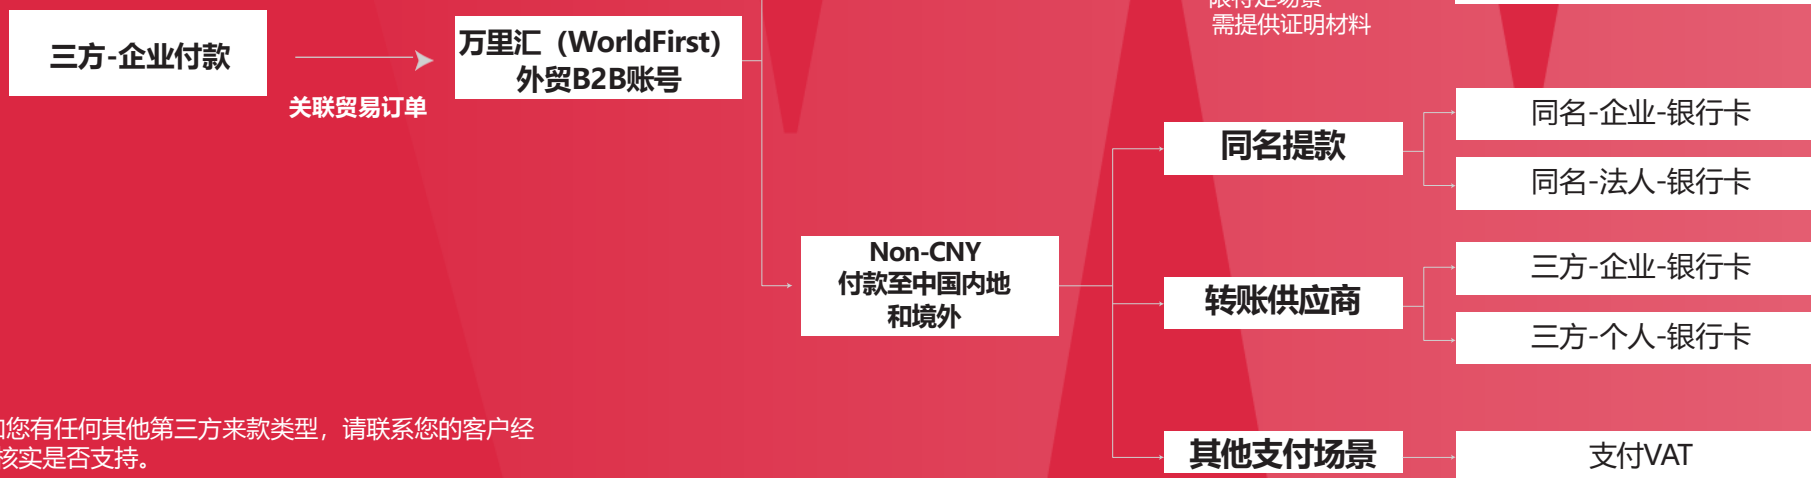 限特定场景
需提供证明材料
三方-企业付款
关联贸易订单
万里汇（WorldFirst）
外贸B2B账号
同名-企业-银行卡
同名提款
同名-法人-银行卡
Non-CNY
付款至中国内地
和境外
三方-企业-银行卡
转账供应商
三方-个人-银行卡
您有任何其他第三方来款类型，请联系您的客户经
核实是否支持。
其他支付场景
支付VAT